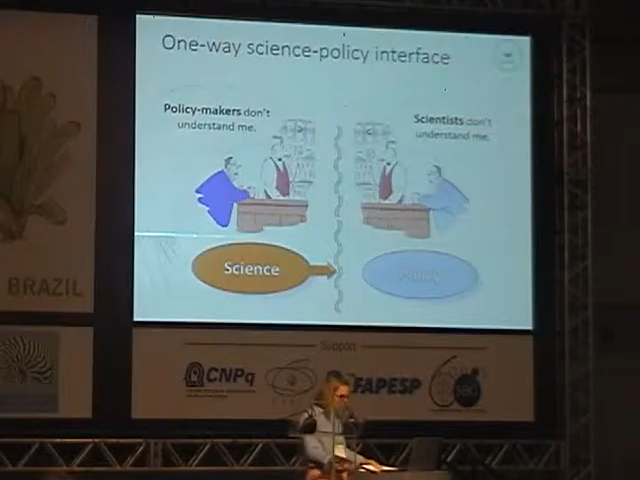 One-way science-policy interface
Policy-makers don't
understand me.
Scientists don't
understand me.
Science
Policy
BRAZIL
Support
CNPq
FAPESP